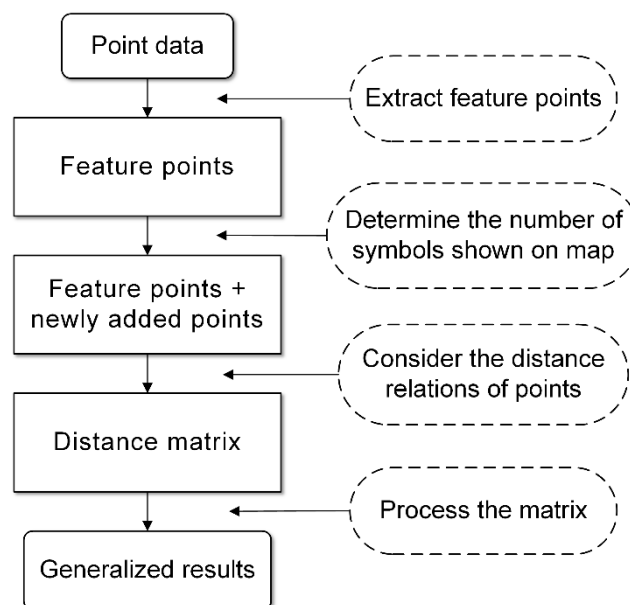 Point data
Extract feature points
Feature points
Determine the number of
symbols shown on map
Feature points +
newly added points
Consider the distance
relations of points
Distance matrix
Process the matrix
Generalized results